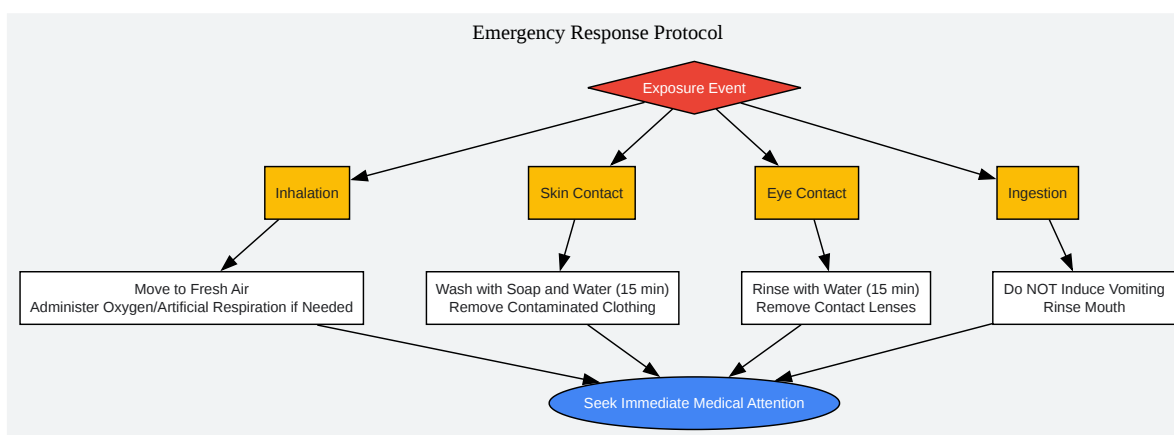 Emergency Response Protocol
Exposure Event
Inhalation
Skin Contact
Eye Contact
Ingestion
Move to Fresh Air
Administer Oxygen/Artificial Respiration if Needed
Wash with Soap and Water (15 min)
Remove Contaminated Clothing
Rinse with Water (15 min)
Remove Contact Lenses
Do NOT Induce Vomiting
Rinse Mouth
Seek Immediate Medical Attention